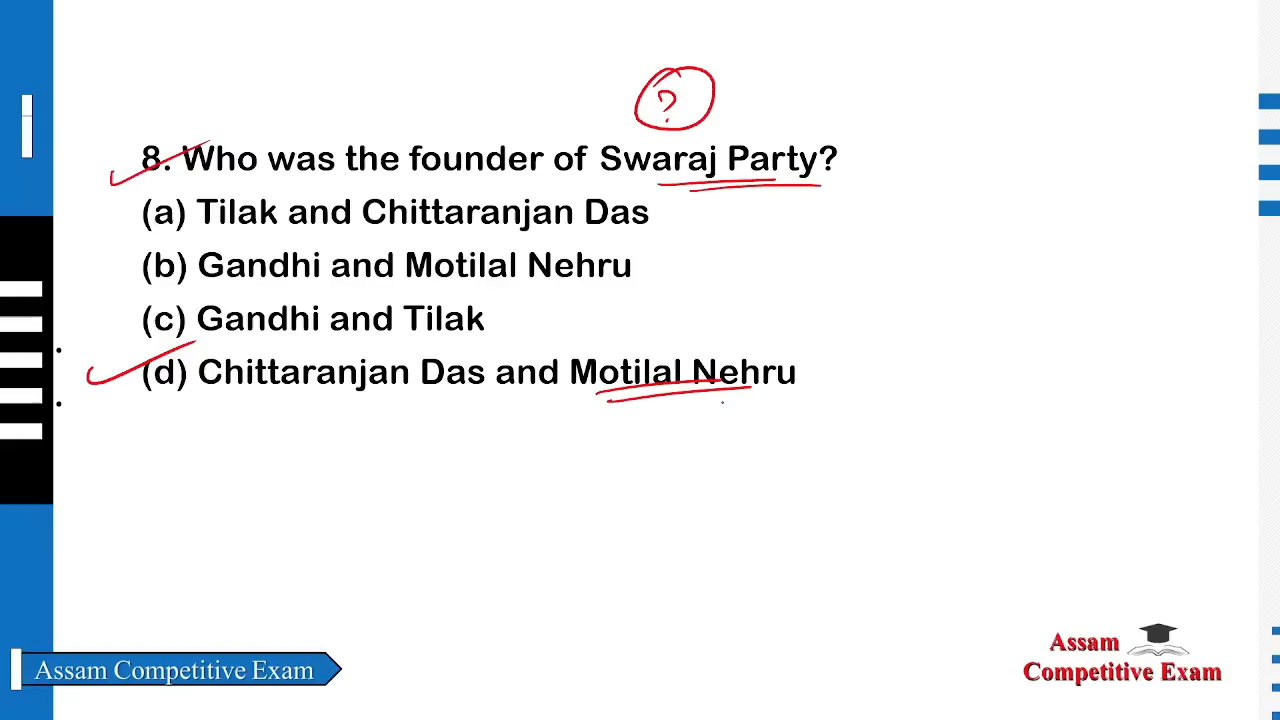 ?
8. Who was the founder of Swaraj Party?
(a) Tilak and Chittaranjan Das
(b) Gandhi and Motilal Nehru
(c) Gandhi and Tilak
(d) Chittaranjan Das and Motilal Nehru
Assam Competitive Exam
Assam
Competitive Exam